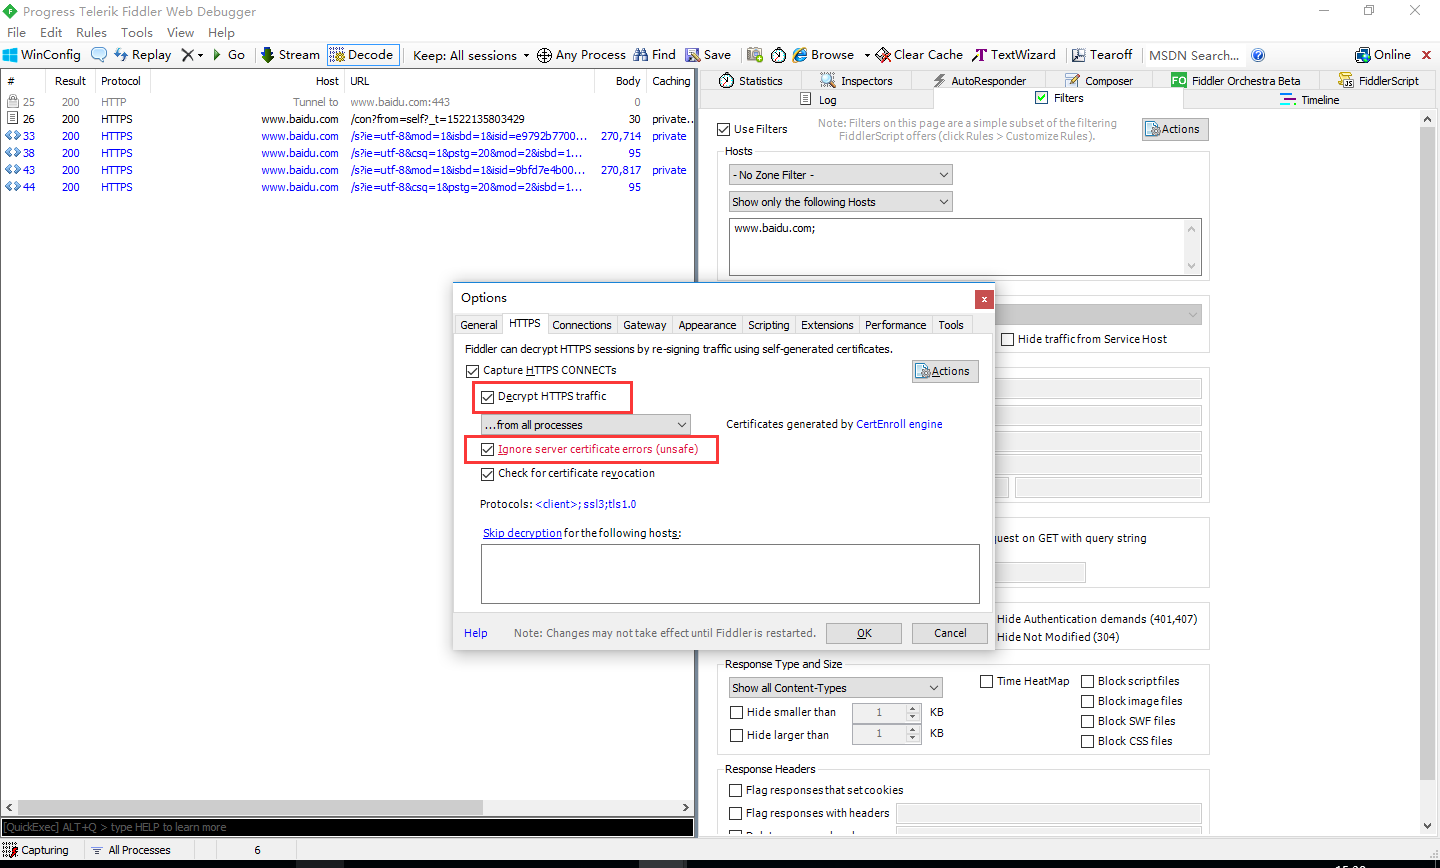 Progress Telerik Fiddler Web Debugger
File Edit Rules Tools View Help
WinConfig Replay Go Stream Decode Keep: All sessions Any Process Find Save Browse Clear Cache TextWizard Tearoff MSDN Search... Online
# Result Protocol Host URL Body Caching
25 200 HTTP Tunnel to www.baidu.com:443 0
26 200 HTTPS www.baidu.com /con?from=self?_t=1522135803429 30 private..
33 200 HTTPS www.baidu.com /s?ie=utf-8&mod=1&isbd=1&isid=e9792b7700... 270,714 private
38 200 HTTPS www.baidu.com /s?ie=utf-8&csq=1&pstg=20&mod=2&isbd=1... 95
43 200 HTTPS www.baidu.com /s?ie=utf-8&mod=1&isbd=1&isid=9bfd7e4b00... 270,817 private
44 200 HTTPS www.baidu.com /s?ie=utf-8&csq=1&pstg=20&mod=2&isbd=1... 95
[QuickExec] ALT+Q > type HELP to learn more
Capturing All Processes 6
Statistics Inspectors AutoResponder Composer FO Fiddler Orchestra Beta JS FiddlerScript
Log Filters Timeline
Use Filters
Note: Filters on this page are a simple subset of the filtering
FiddlerScript offers (click Rules > Customize Rules).
Actions
Hosts
- No Zone Filter -
Show only the following Hosts
www.baidu.com;
Hide traffic from Service Host
quest on GET with query string
Hide Authentication demands (401,407)
Hide Not Modified (304)
Response Type and Size
Show all Content-Types
Time HeatMap
Block script files
Block image files
Block SWF files
Block CSS files
Hide smaller than 1 KB
Hide larger than 1 KB
Response Headers
Flag responses that set cookies
Flag responses with headers
Options
x
General HTTPS Connections Gateway Appearance Scripting Extensions Performance Tools
Fiddler can decrypt HTTPS sessions by re-signing traffic using self-generated certificates.
Capture HTTPS CONNECTs
Actions
Decrypt HTTPS traffic
...from all processes
Certificates generated by CertEnroll engine
Ignore server certificate errors (unsafe)
Check for certificate revocation
Protocols: <client>; ssl3;tls1.0
Skip decryption for the following hosts:
Help Note: Changes may not take effect until Fiddler is restarted. OK Cancel